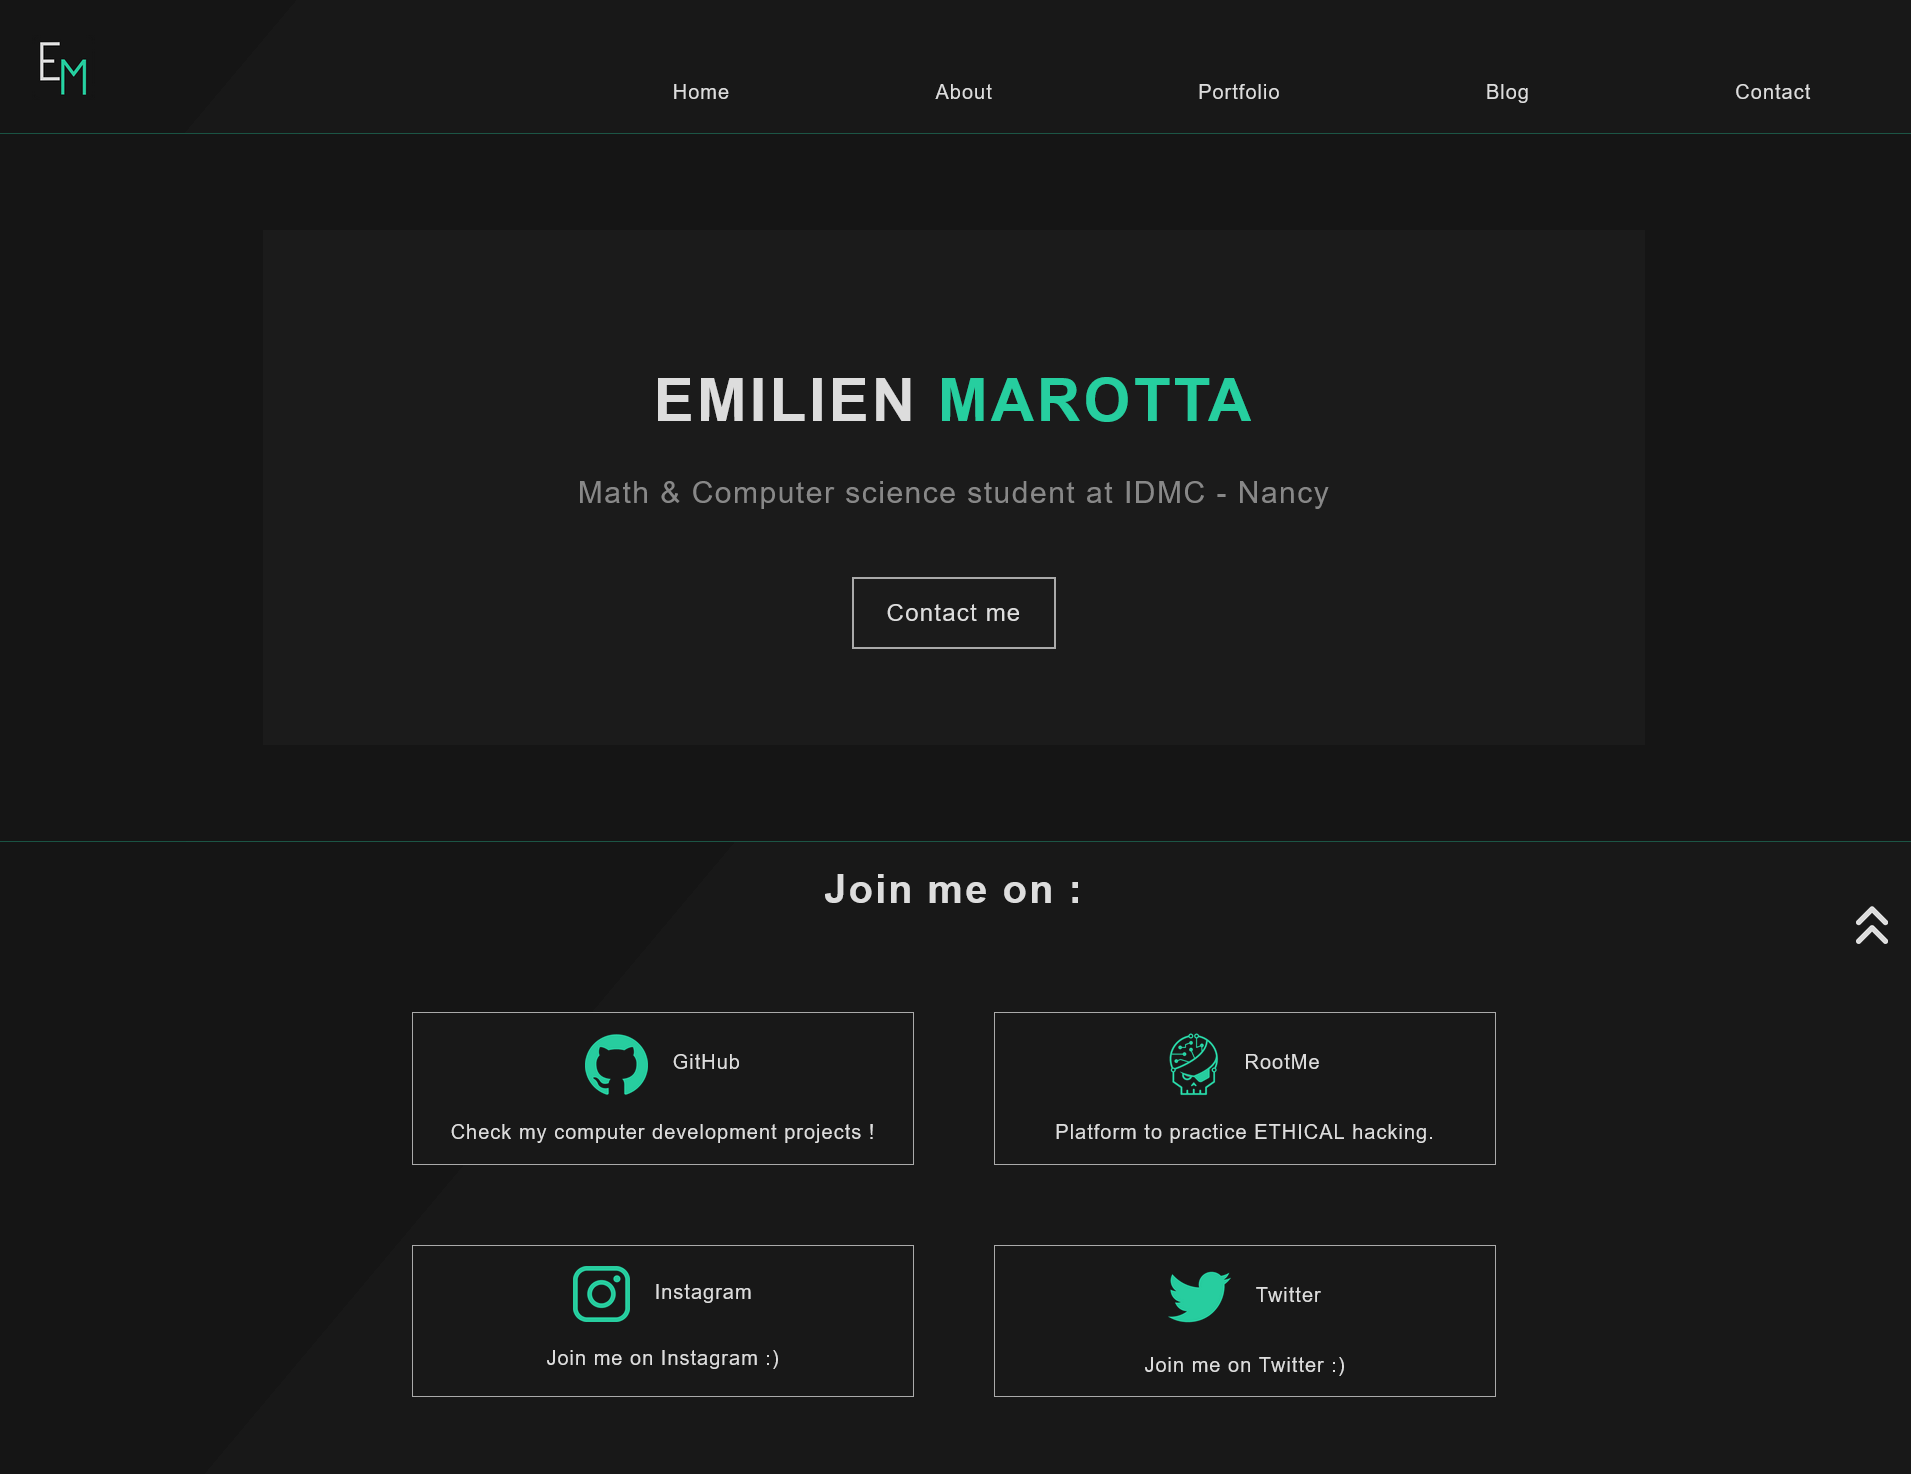 EM
Home About Portfolio Blog Contact
EMILIEN MAROTTA
Math & Computer science student at IDMC - Nancy
Contact me
Join me on :
GitHub
Check my computer development projects !
RootMe
Platform to practice ETHICAL hacking.
Instagram
Join me on Instagram :)
Twitter
Join me on Twitter :)